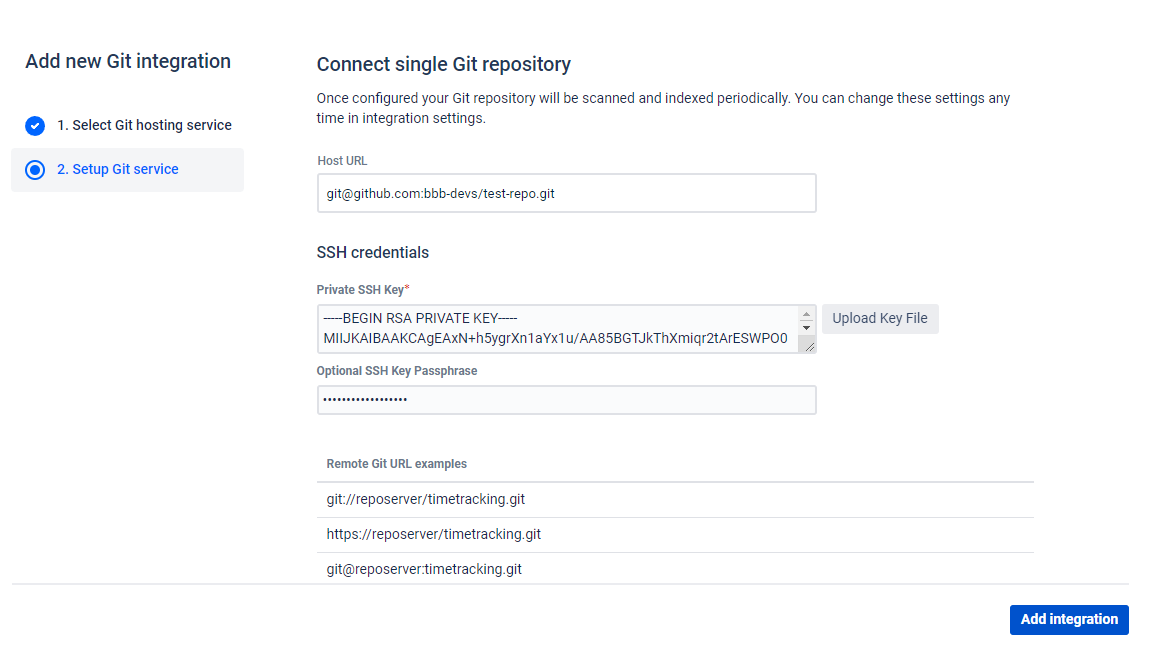 Add new Git integration
1. Select Git hosting service
2. Setup Git service
Connect single Git repository
Once configured your Git repository will be scanned and indexed periodically. You can change these settings any
time in integration settings.
Host URL
git@github.com:bbb-devs/test-repo.git
SSH credentials
Private SSH Key*
-----BEGIN RSA PRIVATE KEY-----
MIIJKAIBAAKCAgEAxN+h5ygrXn1aYx1u/AA85BGTJkThXmiqr2tArESWPO0
Upload Key File
Optional SSH Key Passphrase
••••••••••••••••••
Remote Git URL examples
git://reposerver/timetracking.git
https://reposerver/timetracking.git
git@reposerver:timetracking.git
Add integration